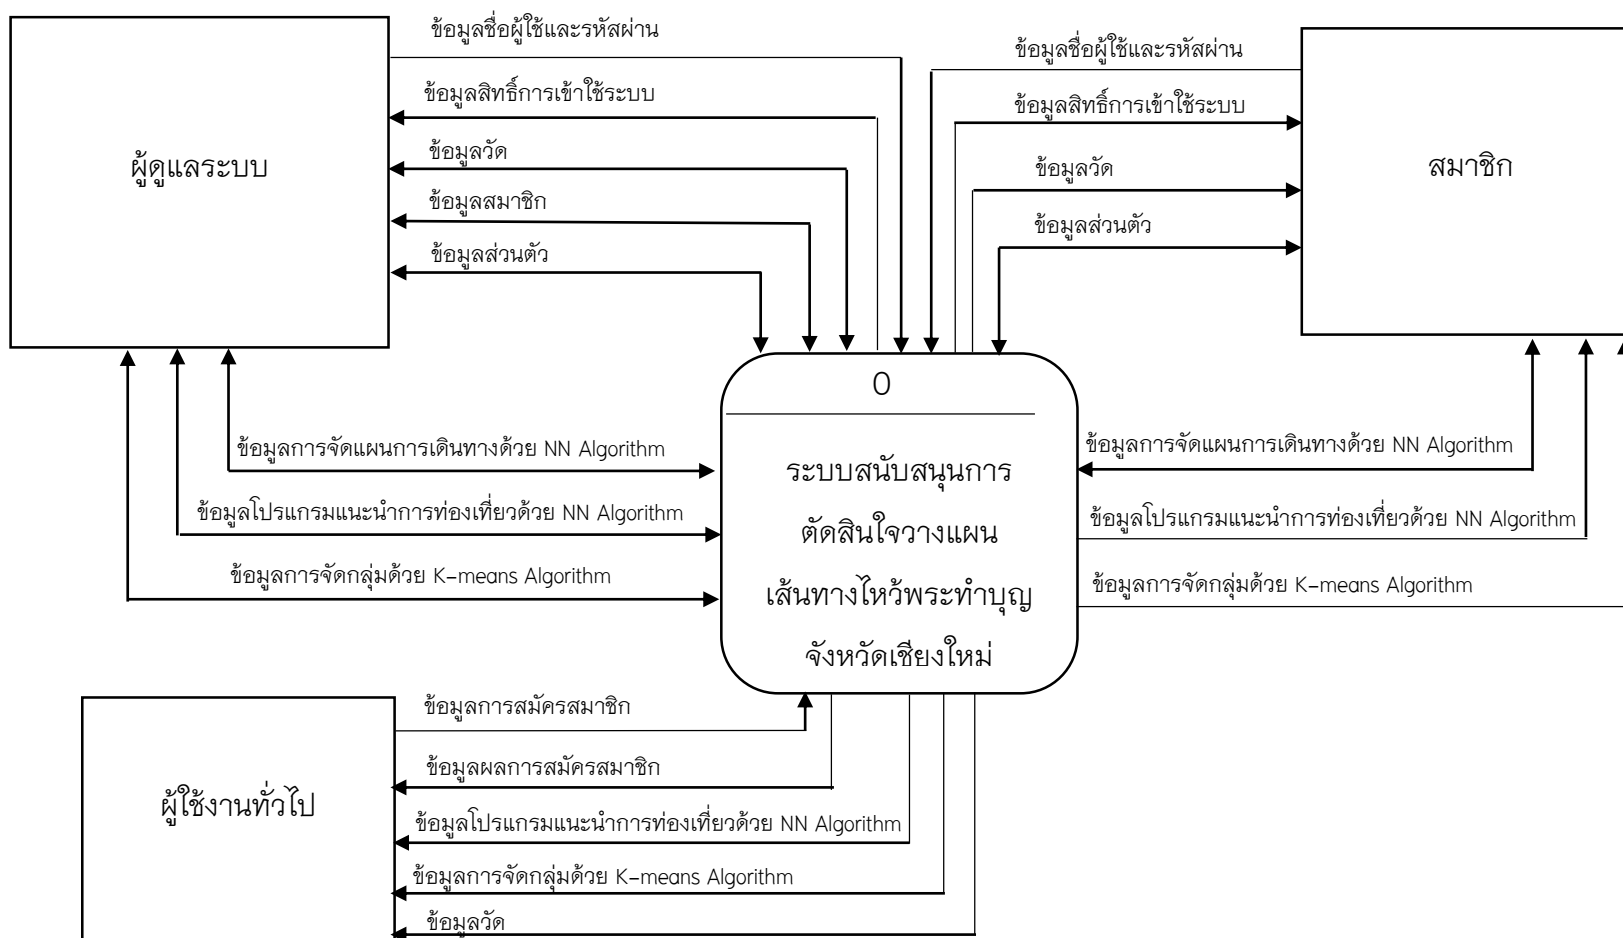 ข้อมูลชื่อผู้ใช้และรหัสผ่าน
ข้อมูลสิทธิ์การเข้าใช้ระบบ
ข้อมูลวัด
ข้อมูลสมาชิก
ข้อมูลส่วนตัว
ผู้ดูแลระบบ
ข้อมูลชื่อผู้ใช้และรหัสผ่าน
ข้อมูลสิทธิ์การเข้าใช้ระบบ
ข้อมูลวัด
ข้อมูลส่วนตัว
สมาชิก
0
ระบบสนับสนุนการ
ตัดสินใจวางแผน
เส้นทางไหว้พระทำบุญ
จังหวัดเชียงใหม่
ข้อมูลการจัดแผนการเดินทางด้วย NN Algorithm
ข้อมูลโปรแกรมแนะนำการท่องเที่ยวด้วย NN Algorithm
ข้อมูลการจัดกลุ่มด้วย K-means Algorithm
ข้อมูลการจัดแผนการเดินทางด้วย NN Algorithm
ข้อมูลโปรแกรมแนะนำการท่องเที่ยวด้วย NN Algorithm
ข้อมูลการจัดกลุ่มด้วย K-means Algorithm
ผู้ใช้งานทั่วไป
ข้อมูลการสมัครสมาชิก
ข้อมูลผลการสมัครสมาชิก
ข้อมูลโปรแกรมแนะนำการท่องเที่ยวด้วย NN Algorithm
ข้อมูลการจัดกลุ่มด้วย K-means Algorithm
ข้อมูลวัด